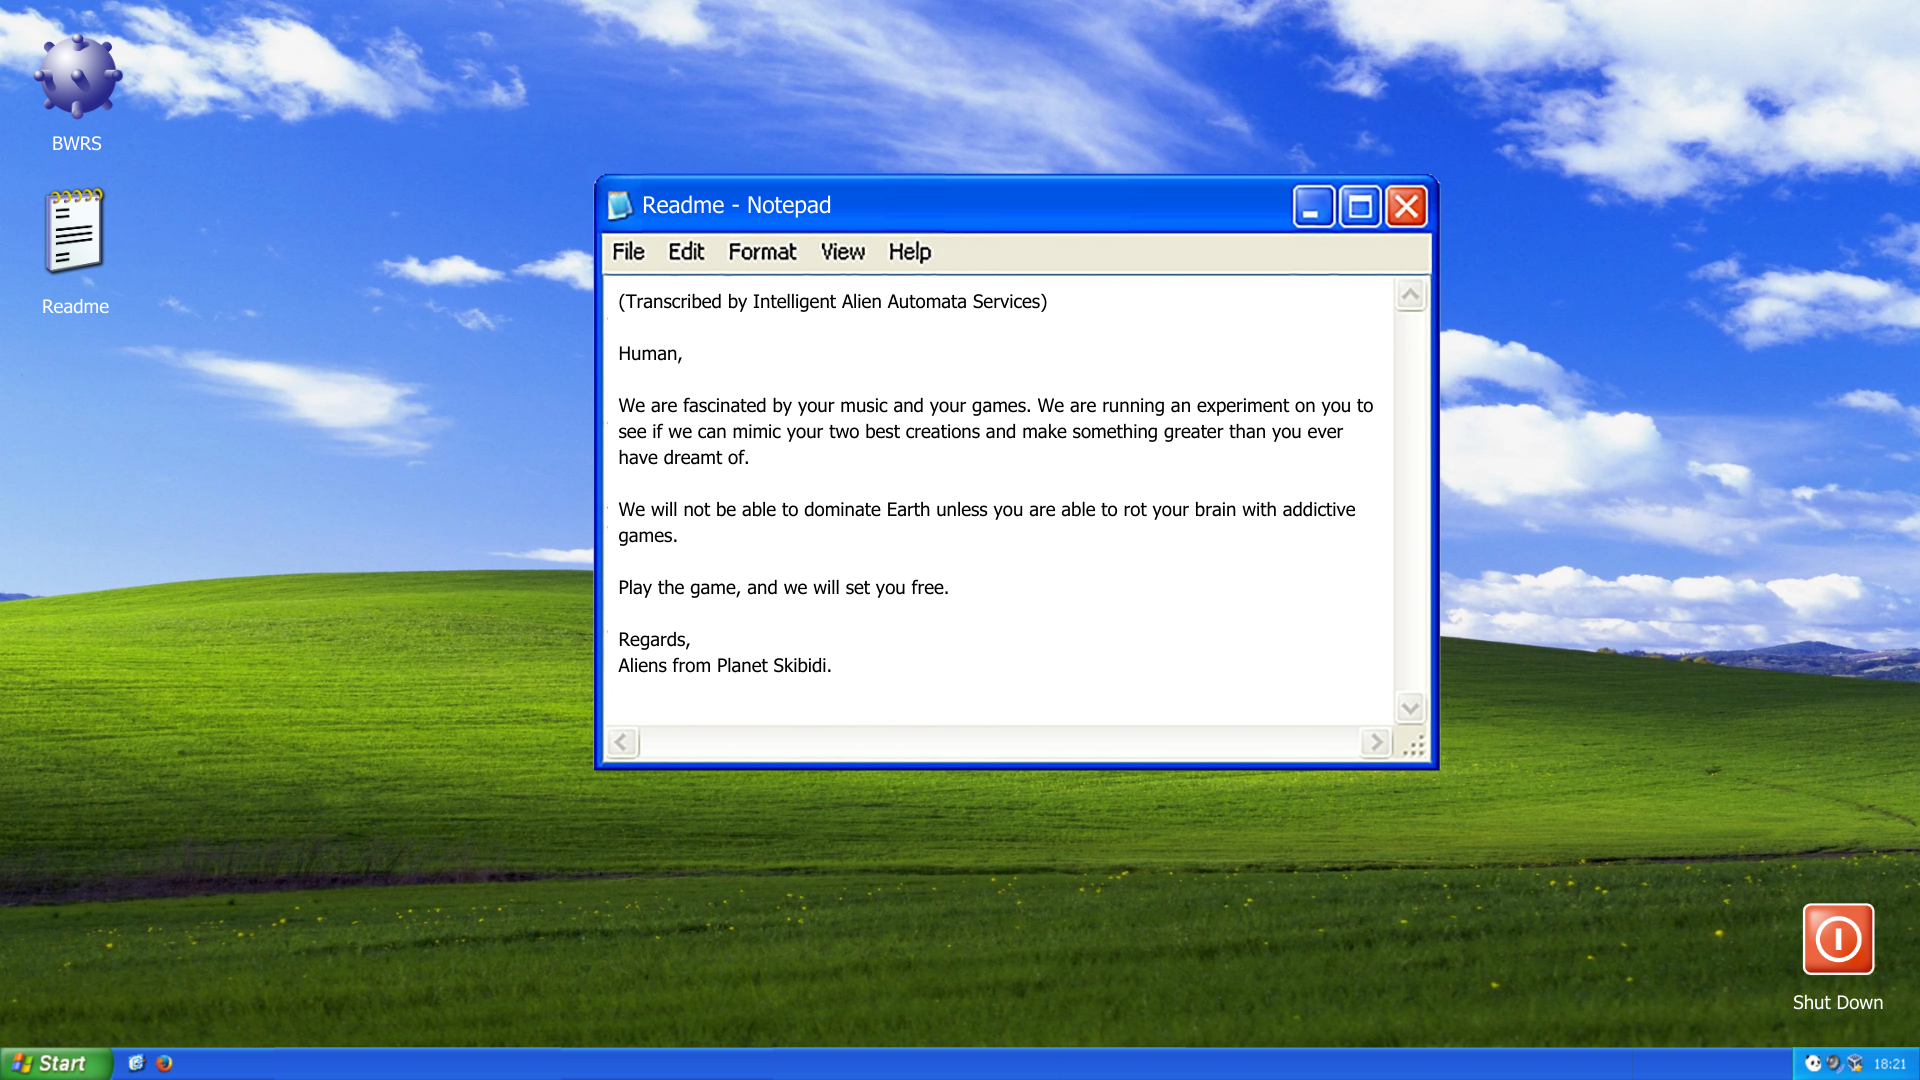 BWRS
Readme
Readme - Notepad
File Edit Format View Help
(Transcribed by Intelligent Alien Automata Services)
Human,
We are fascinated by your music and your games. We are running an experiment on you to
see if we can mimic your two best creations and make something greater than you ever
have dreamt of.
We will not be able to dominate Earth unless you are able to rot your brain with addictive
games.
Play the game, and we will set you free.
Regards,
Aliens from Planet Skibidi.
Shut Down
Start
18:21